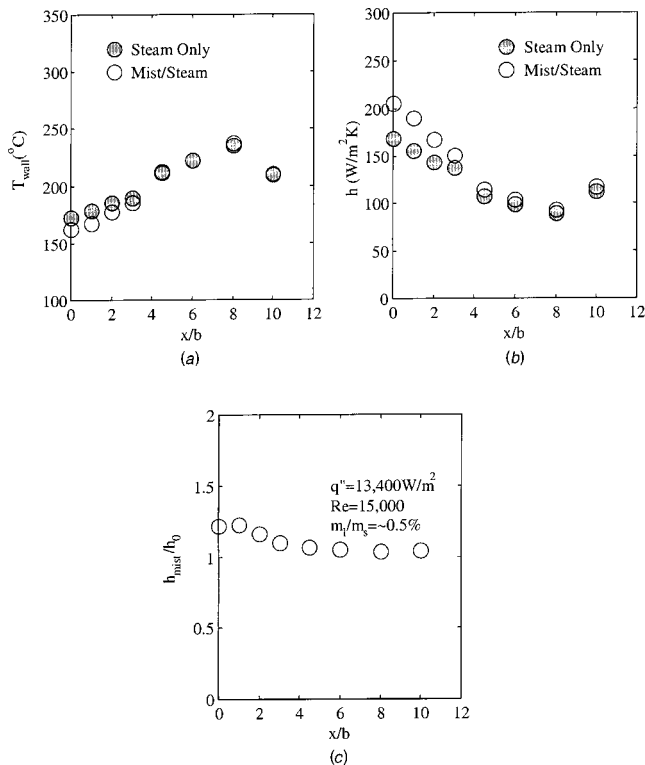 350
300
250
200
150
100
T_wall(°C)
Steam Only
Mist/Steam
0 2 4 6 8 10 12
x/b
(a)
300
250
200
150
100
50
0
h (W/m²K)
Steam Only
Mist/Steam
0 2 4 6 8 10 12
x/b
(b)
2
1.5
1
0.5
0
h_mist/h_0
q"=13,400W/m²
Re=15,000
m_l/m_s=~0.5%
0 2 4 6 8 10 12
x/b
(c)